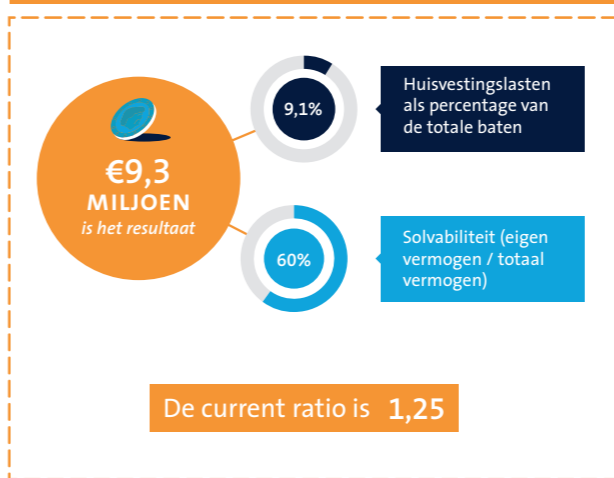 €9,3
MILJOEN
is het resultaat
9,1%
Huisvestingslasten
als percentage van
de totale baten
60%
Solvabiliteit (eigen
vermogen / totaal
vermogen)
De current ratio is 1,25